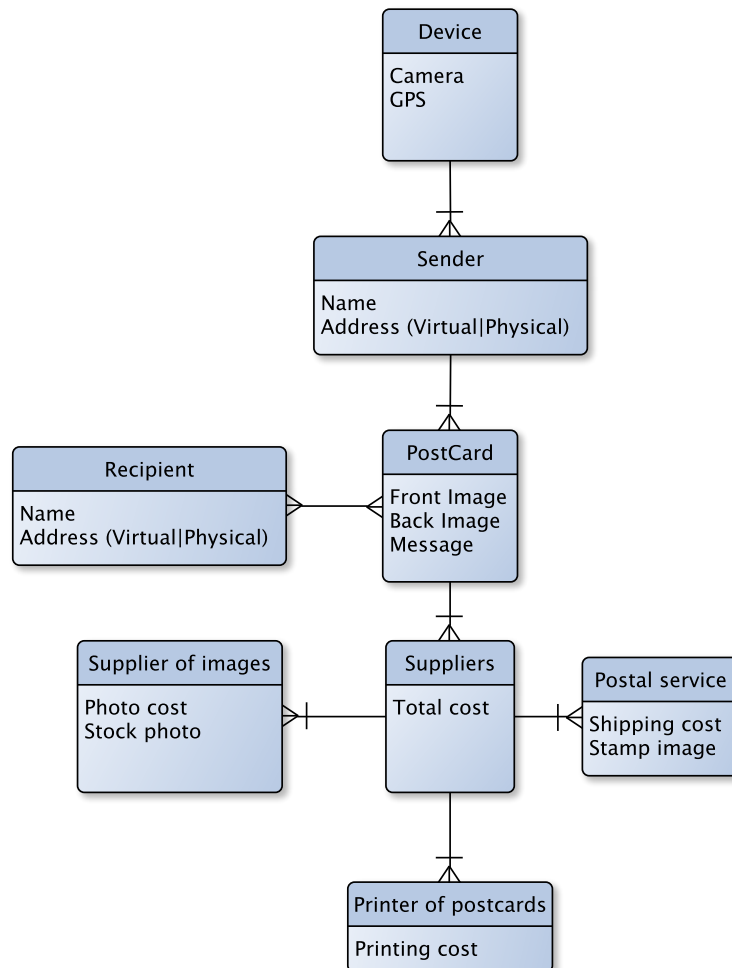 Device
Camera
GPS
Sender
Name
Address (Virtual|Physical)
Recipient
Name
Address (Virtual|Physical)
PostCard
Front Image
Back Image
Message
Supplier of images
Photo cost
Stock photo
Suppliers
Total cost
Postal service
Shipping cost
Stamp image
Printer of postcards
Printing cost